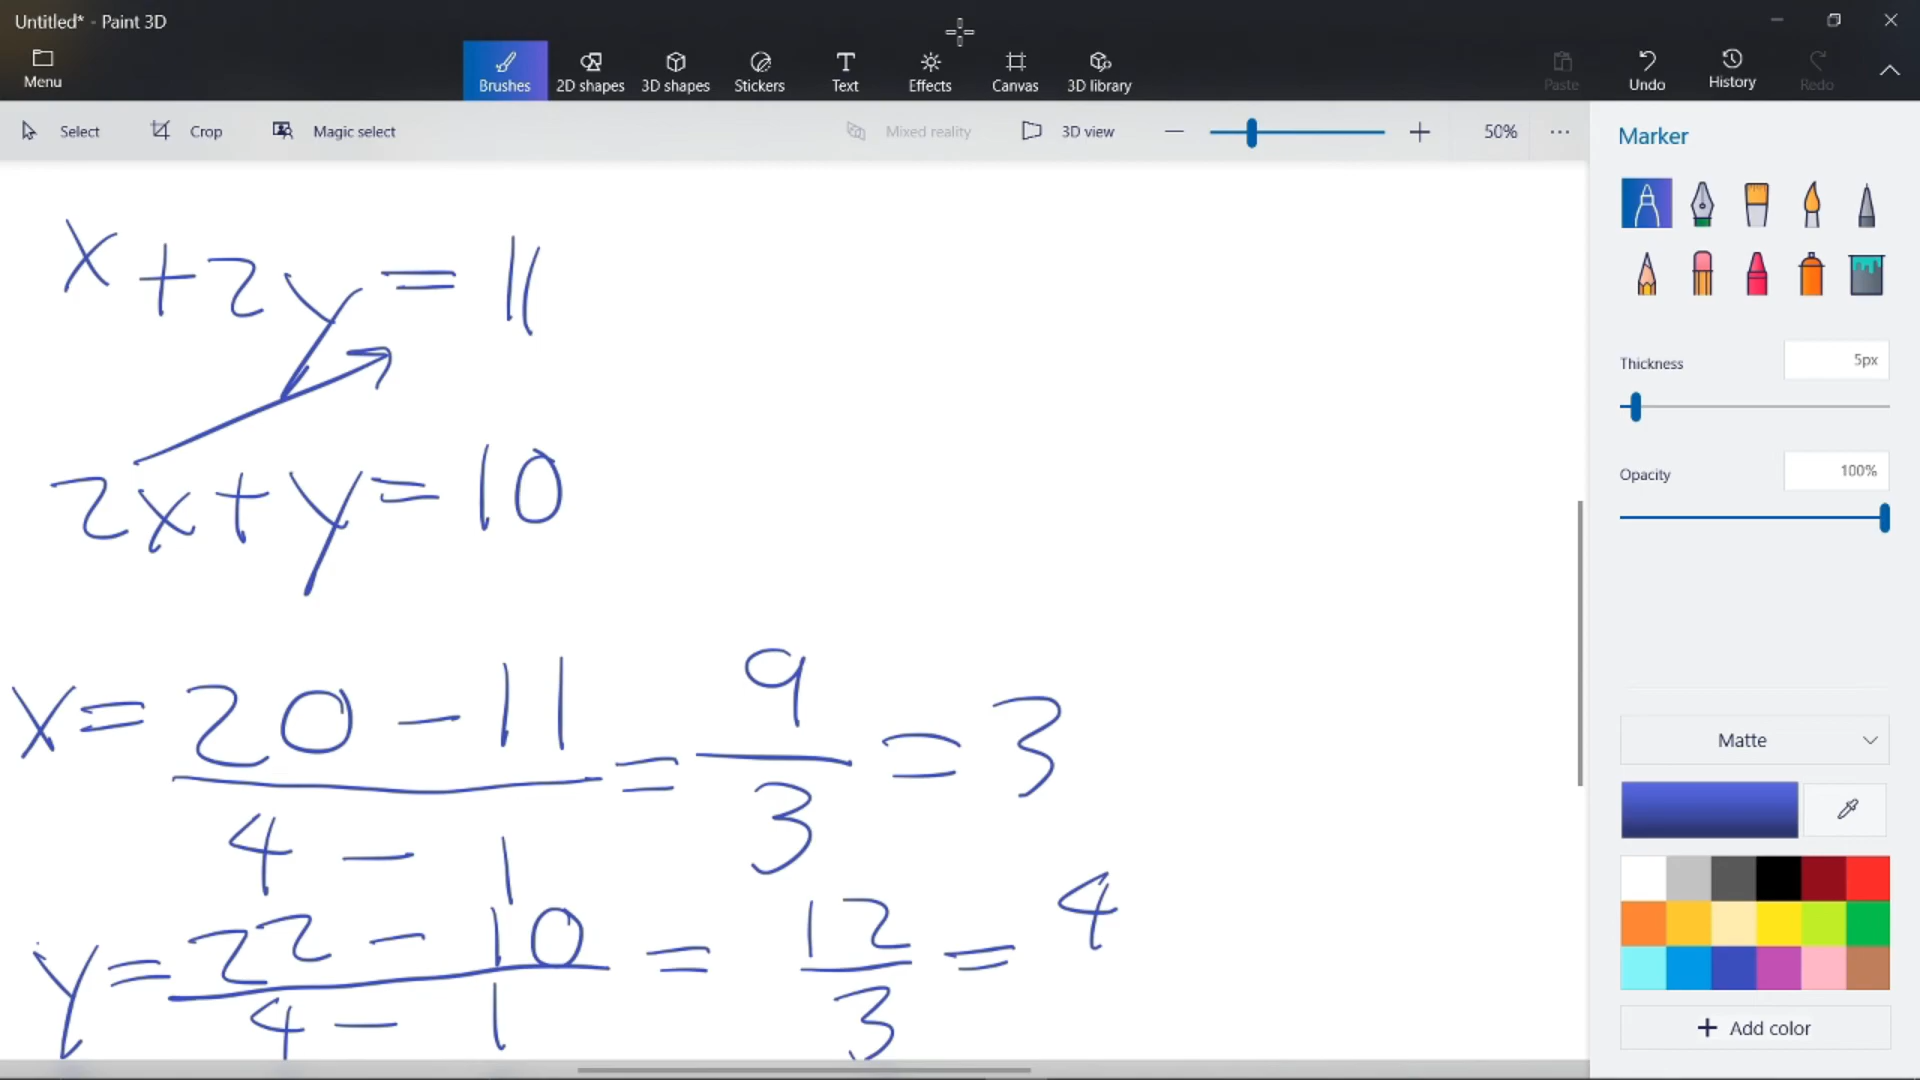 Untitled* - Paint 3D
Menu
Brushes 2D shapes 3D shapes Stickers Text Effects Canvas 3D library
Paste Undo History Redo
Select Crop Magic select Mixed reality 3D view 50%
Marker
Thickness 5px
Opacity 100%
Matte
Add color
x + 2y = 11
2x + y = 10
x = 20 - 11 / 4 - 1 = 9 / 3 = 3
y = 22 - 10 / 4 - 1 = 12 / 3 = 4